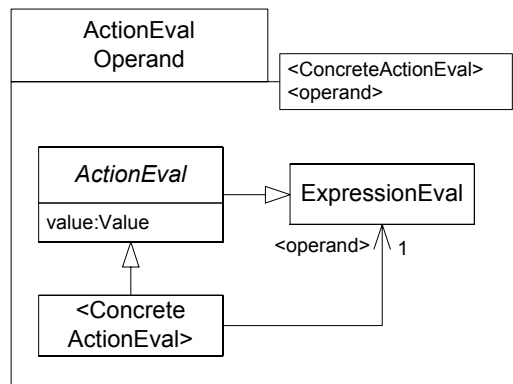 ActionEval
Operand
<ConcreteActionEval>
<operand>
ActionEval
value:Value
ExpressionEval
<operand> 1
<Concrete
ActionEval>